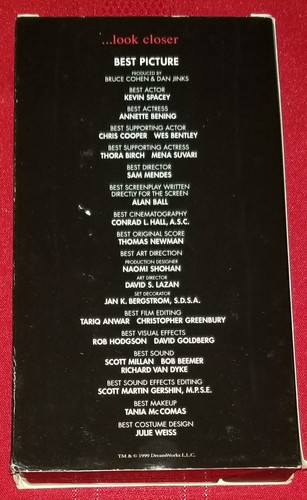 ...look closer
BEST PICTURE
PRODUCED BY
BRUCE COHEN & DAN JINKS
BEST ACTOR
KEVIN SPACEY
BEST ACTRESS
ANNETTE BENING
BEST SUPPORTING ACTOR
CHRIS COOPER WES BENTLEY
BEST SUPPORTING ACTRESS
THORA BIRCH MENA SUVARI
BEST DIRECTOR
SAM MENDES
BEST SCREENPLAY WRITTEN
DIRECTLY FOR THE SCREEN
ALAN BALL
BEST CINEMATOGRAPHY
CONRAD L. HALL, A.S.C.
BEST ORIGINAL SCORE
THOMAS NEWMAN
BEST ART DIRECTION
PRODUCTION DESIGNER
NAOMI SHOHAN
ART DIRECTOR
DAVID S. LAZAN
SET DECORATOR
JAN K. BERGSTROM, S.D.S.A.
BEST FILM EDITING
TARIQ ANWAR CHRISTOPHER GREENBURY
BEST VISUAL EFFECTS
ROB HODGSON DAVID GOLDBERG
BEST SOUND
SCOTT MILLAN BOB BEEMER
RICHARD VAN DYKE
BEST SOUND EFFECTS EDITING
SCOTT MARTIN GERSHIN, M.P.S.E.
BEST MAKEUP
TANIA McCOMAS
BEST COSTUME DESIGN
JULIE WEISS
TM & © 1999 DreamWorks L.L.C.